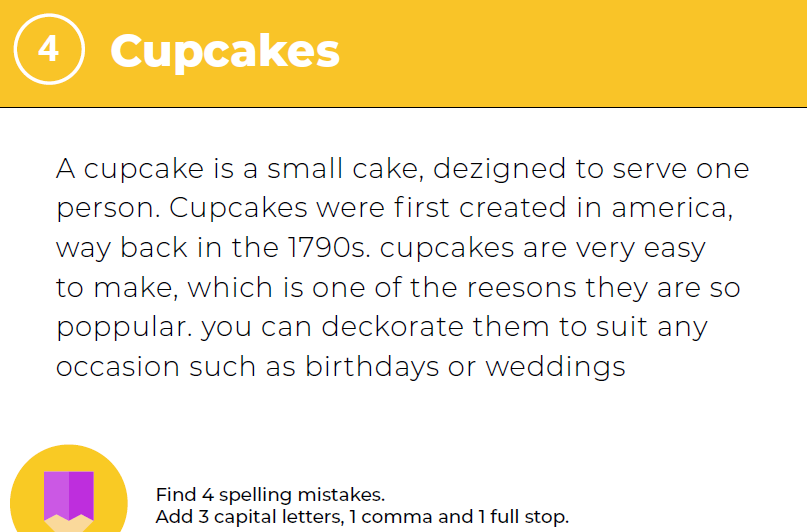 4 Cupcakes
A cupcake is a small cake, dezigned to serve one
person. Cupcakes were first created in america,
way back in the 1790s. cupcakes are very easy
to make, which is one of the reesons they are so
poppular. you can deckorate them to suit any
occasion such as birthdays or weddings
Find 4 spelling mistakes.
Add 3 capital letters, 1 comma and 1 full stop.